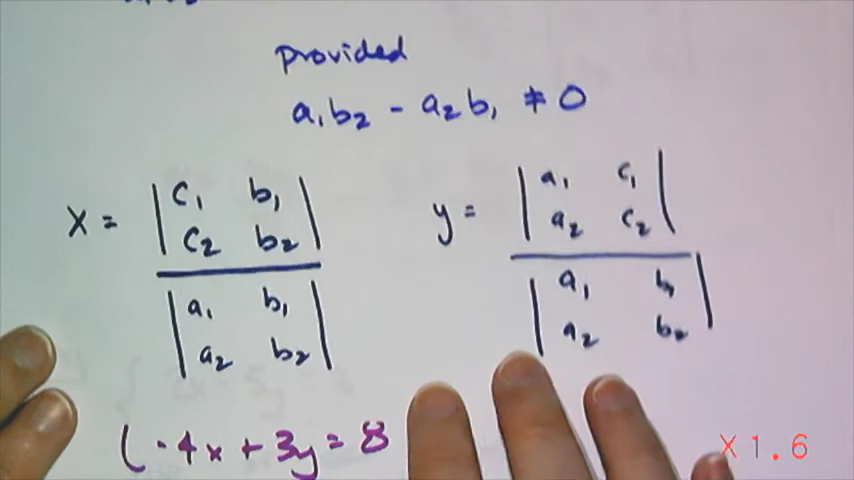 provided
a₁b₂ - a₂b₁ ≠ 0
x = |c₁ b₁| y = |a₁ c₁|
|c₂ b₂| |a₂ c₂|
|a₁ b₁| |a₁ b₁|
|a₂ b₂| |a₂ b₂|
-4x + 3y = 8
X1.6